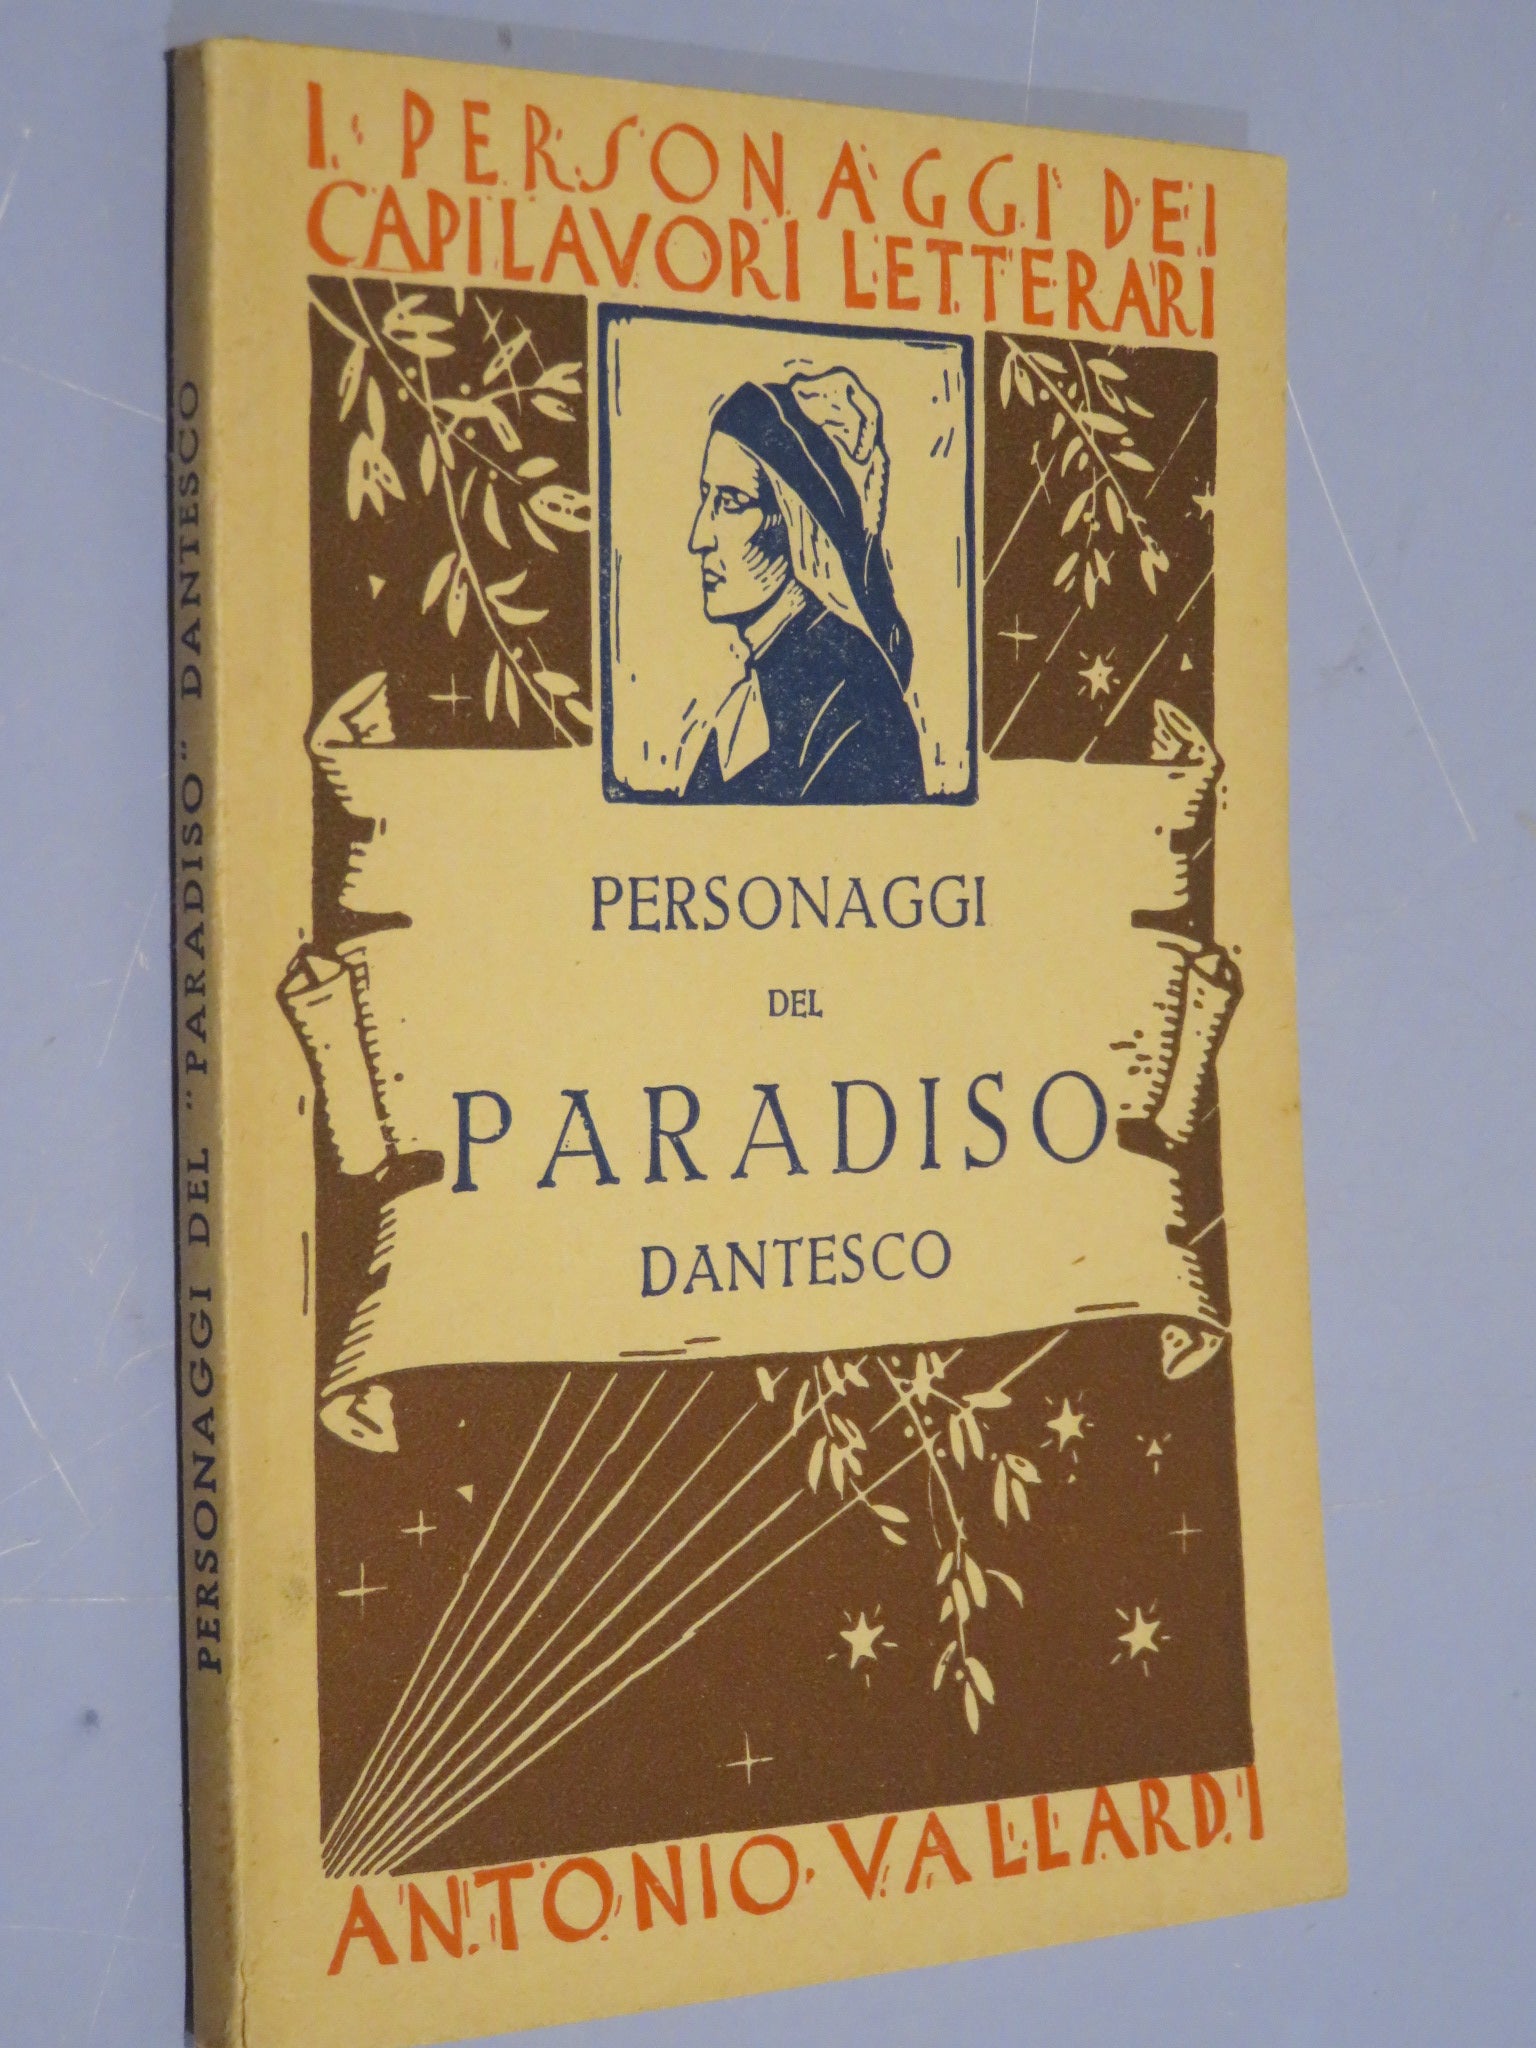 I PERSONAGGI DEI
CAPILAVORI LETTERARI
PERSONAGGI
DEL
PARADISO
DANTESCO
ANTONIO VALLARDI
PERSONAGGI DEL "PARADISO" DANTESCO